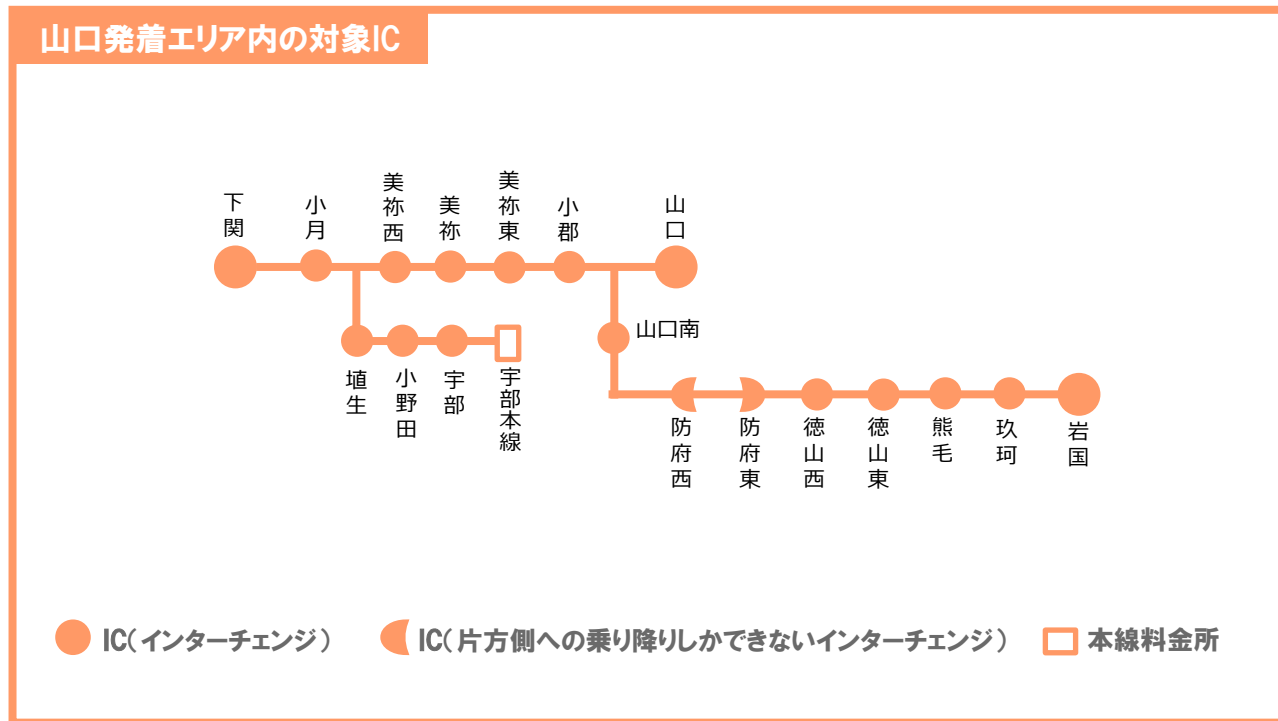 山口発着エリア内の対象IC
下関
小月
美祢西
美祢
美祢東
小郡
山口
埴生
小野田
宇部
宇部本線
山口南
防府西
防府東
徳山西
徳山東
熊毛
玖珂
岩国
IC(インターチェンジ)
IC(片方側への乗り降りしかできないインターチェンジ)
本線料金所